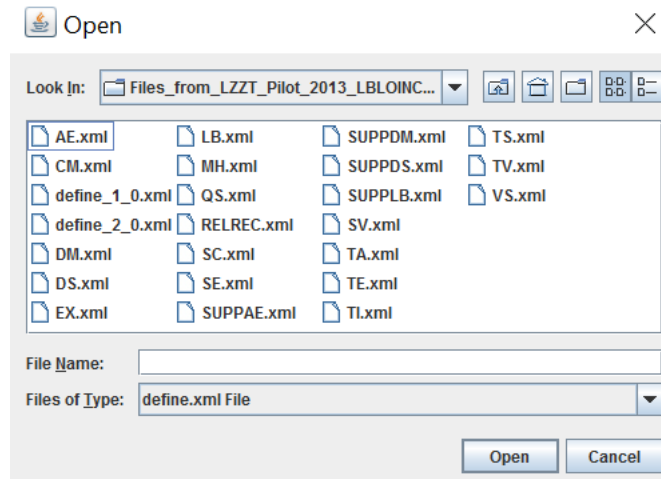 Open
Look In: Files_from_LZZT_Pilot_2013_LBLOINC...
AE.xml LB.xml SUPPDM.xml TS.xml
CM.xml MH.xml SUPPDS.xml TV.xml
define_1_0.xml QS.xml SUPPLB.xml VS.xml
define_2_0.xml RELREC.xml SV.xml
DM.xml SC.xml TA.xml
DS.xml SE.xml TE.xml
EX.xml SUPPAE.xml TI.xml
File Name:
Files of Type: define.xml File
Open Cancel